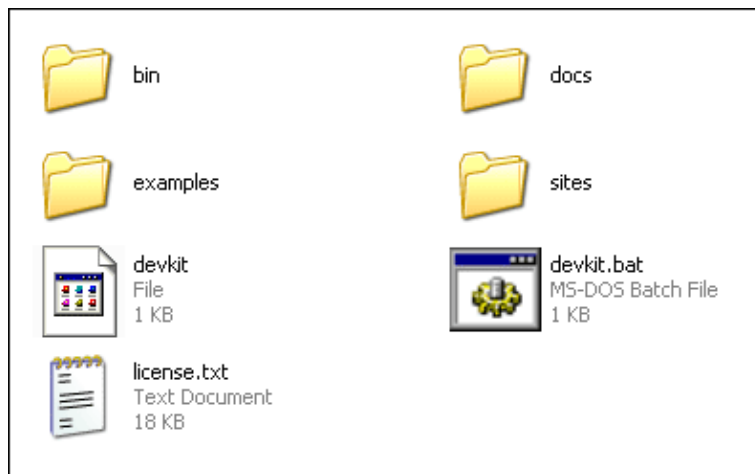 bin
docs
examples
sites
devkit
File
1 KB
devkit.bat
MS-DOS Batch File
1 KB
license.txt
Text Document
18 KB